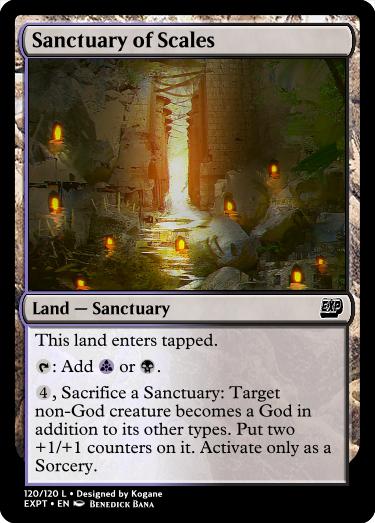 Sanctuary of Scales
Land — Sanctuary
EXP
This land enters tapped.
: Add or .
4, Sacrifice a Sanctuary: Target
non-God creature becomes a God in
addition to its other types. Put two
+1/+1 counters on it. Activate only as a
Sorcery.
120/120 L • Designed by Kogane
EXPT • EN Benedick Bana